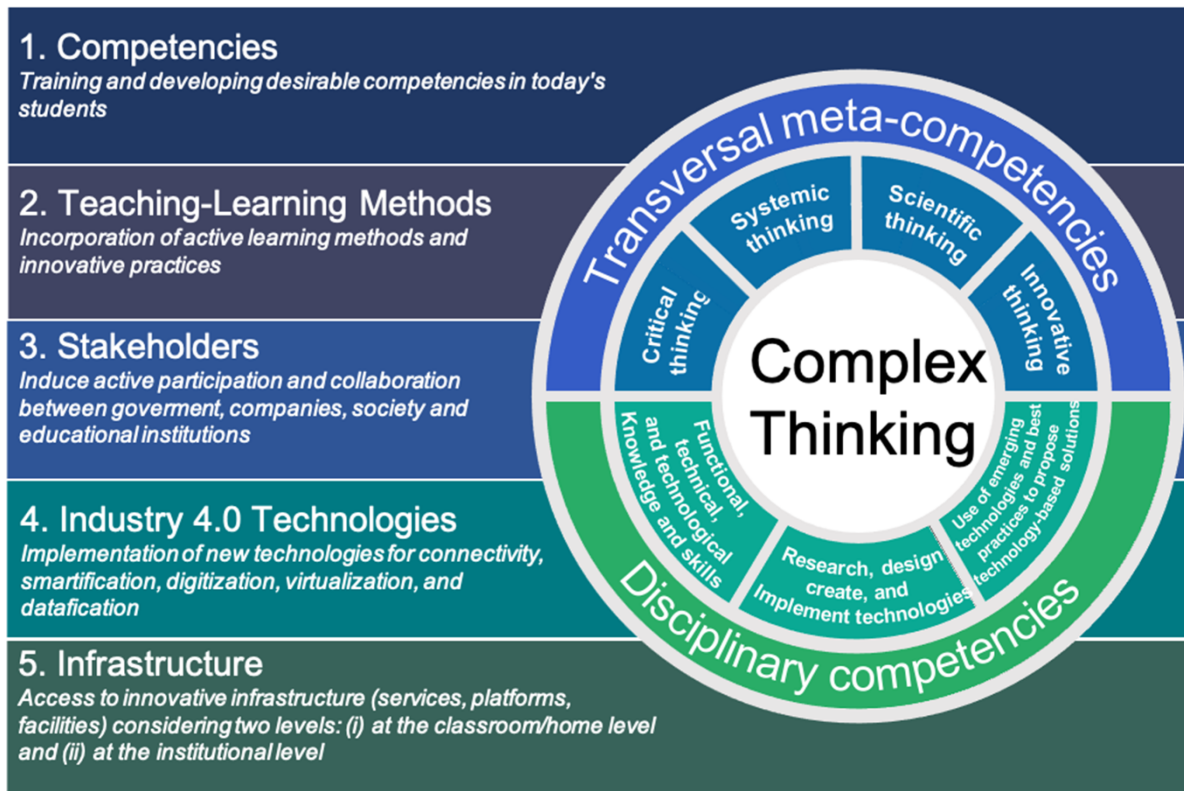 1. Competencies
Training and developing desirable competencies in today's
students
2. Teaching-Learning Methods
Incorporation of active learning methods and
innovative practices
3. Stakeholders
Induce active participation and collaboration
between goverment, companies, society and
educational institutions
4. Industry 4.0 Technologies
Implementation of new technologies for connectivity,
smartification, digitization, virtualization, and
datafication
5. Infrastructure
Access to innovative infrastructure (services, platforms,
facilities) considering two levels: (i) at the classroom/home level
and (ii) at the institutional level
Transversal meta-competencies
Critical
thinking
Systemic
thinking
Scientific
thinking
Innovative
thinking
Complex
Thinking
Functional,
technical,
and technological
Knowledge and skills
Research, design
create, and
Implement technologies
Use of emerging
technologies and best
practices to propose
technology-based solutions
Disciplinary competencies